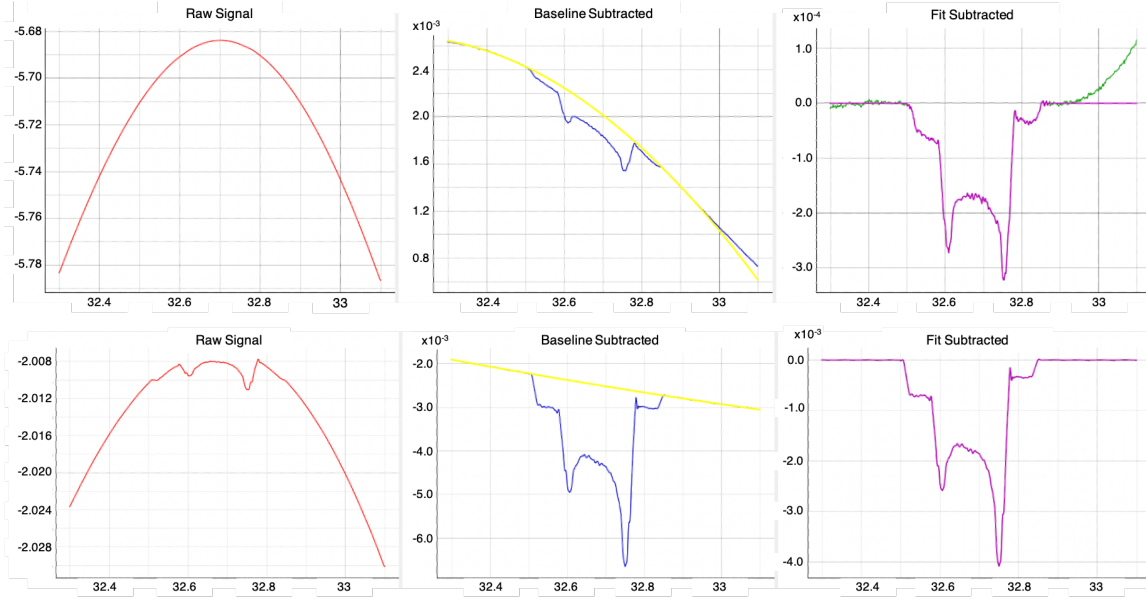 Raw Signal
-5.68
-5.70
-5.72
-5.74
-5.76
-5.78
32.4 32.6 32.8 33
Baseline Subtracted
x10-3
2.4
2.0
1.6
1.2
0.8
32.4 32.6 32.8 33
Fit Subtracted
x10-4
1.0
0.0
-1.0
-2.0
-3.0
32.4 32.6 32.8 33
Raw Signal
-2.008
-2.012
-2.016
-2.020
-2.024
-2.028
32.4 32.6 32.8 33
Baseline Subtracted
x10-3
-2.0
-3.0
-4.0
-5.0
-6.0
32.4 32.6 32.8 33
Fit Subtracted
x10-3
0.0
-1.0
-2.0
-3.0
-4.0
32.4 32.6 32.8 33